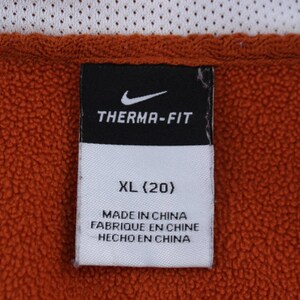 THERMA-FIT
XL (20)
MADE IN CHINA
FABRIQUE EN CHINE
HECHO EN CHINA